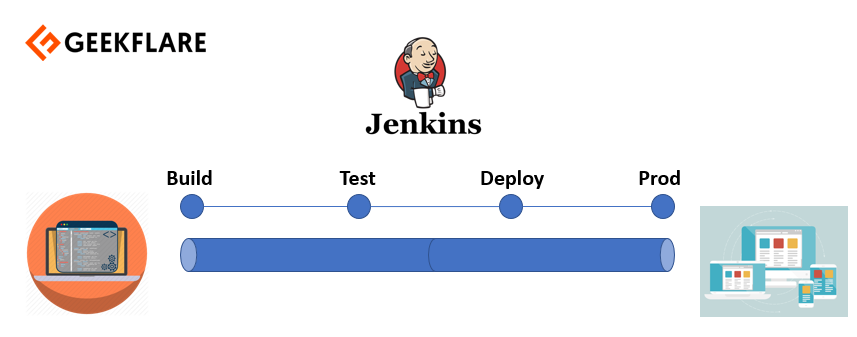 GEEKFLARE
Jenkins
Build Test Deploy Prod